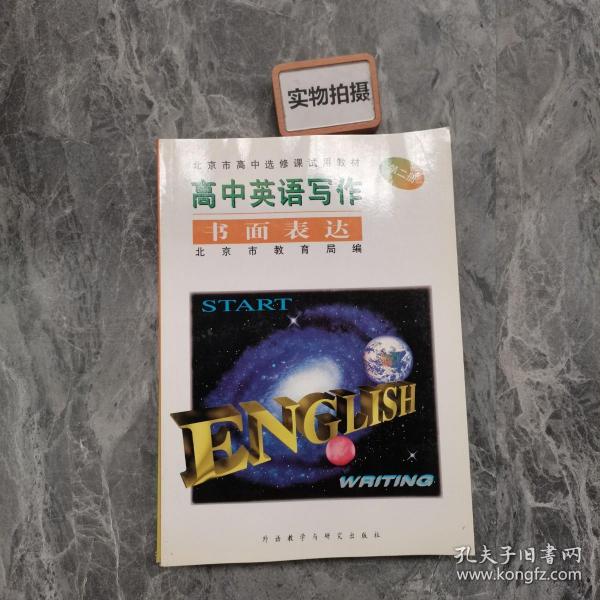 实物拍摄
北京市高中选修课试用教材
高中英语写作
第二册
书面表达
北京市教育局编
START
ENGLISH
WRITING
外语教学与研究出版社
孔夫子旧书网
www.kongfz.com